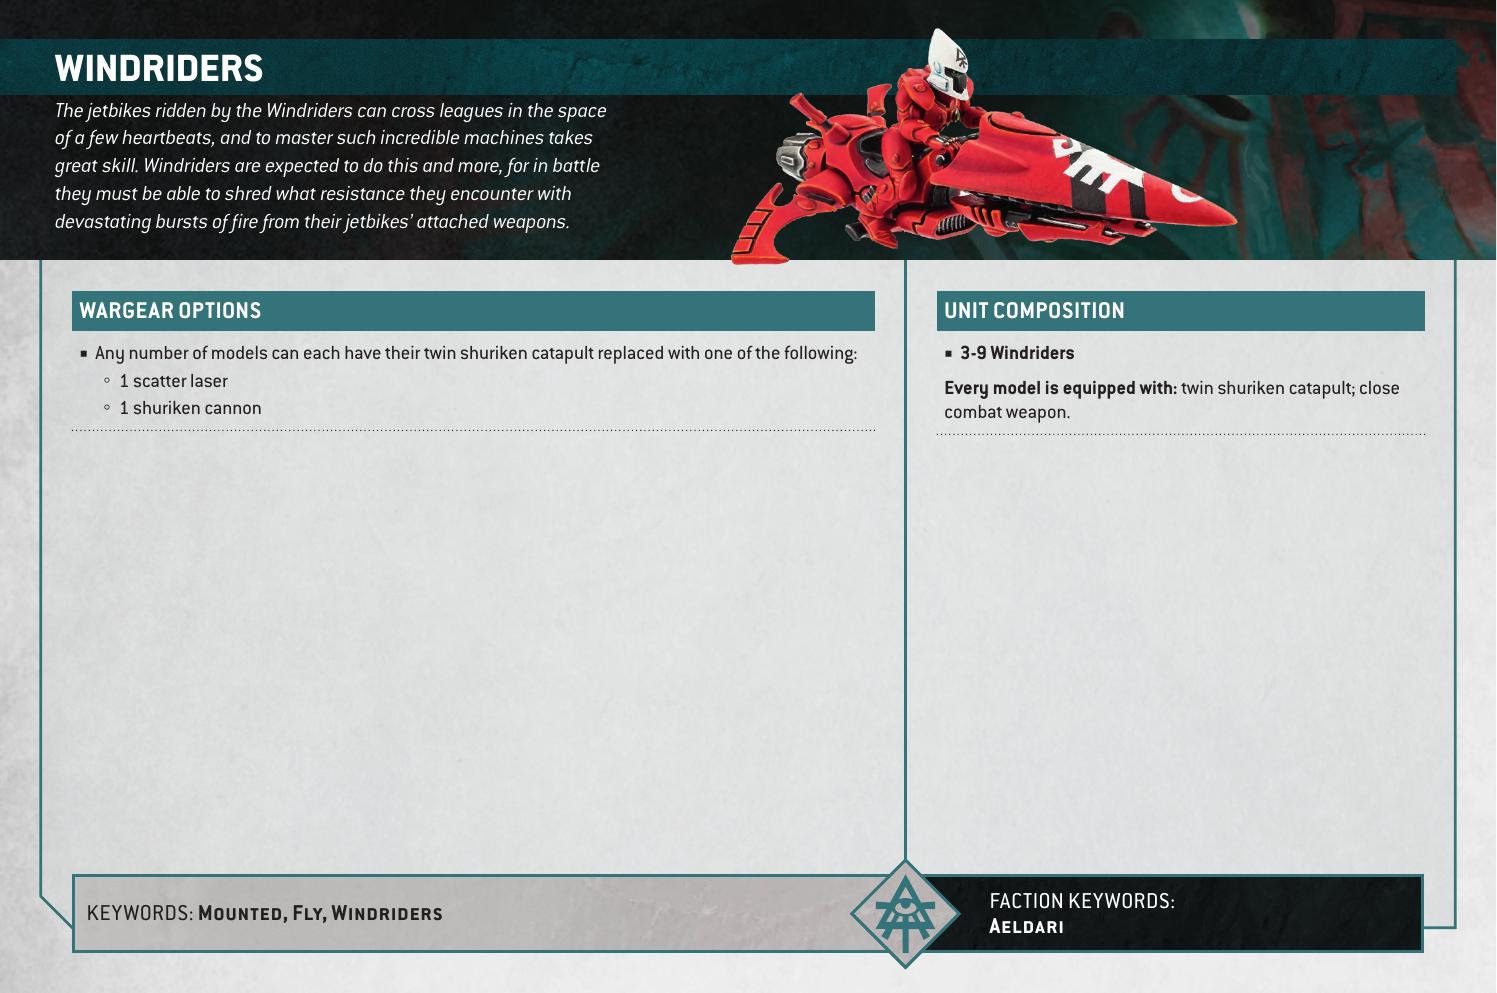 WINDRIDERS
The jetbikes ridden by the Windriders can cross leagues in the space
of a few heartbeats, and to master such incredible machines takes
great skill. Windriders are expected to do this and more, for in battle
they must be able to shred what resistance they encounter with
devastating bursts of fire from their jetbikes’ attached weapons.
WARGEAR OPTIONS
■ Any number of models can each have their twin shuriken catapult replaced with one of the following:
◦ 1 scatter laser
◦ 1 shuriken cannon
UNIT COMPOSITION
■ 3-9 Windriders
Every model is equipped with: twin shuriken catapult; close
combat weapon.
KEYWORDS: Mounted, Fly, Windriders
FACTION KEYWORDS:
Aeldari